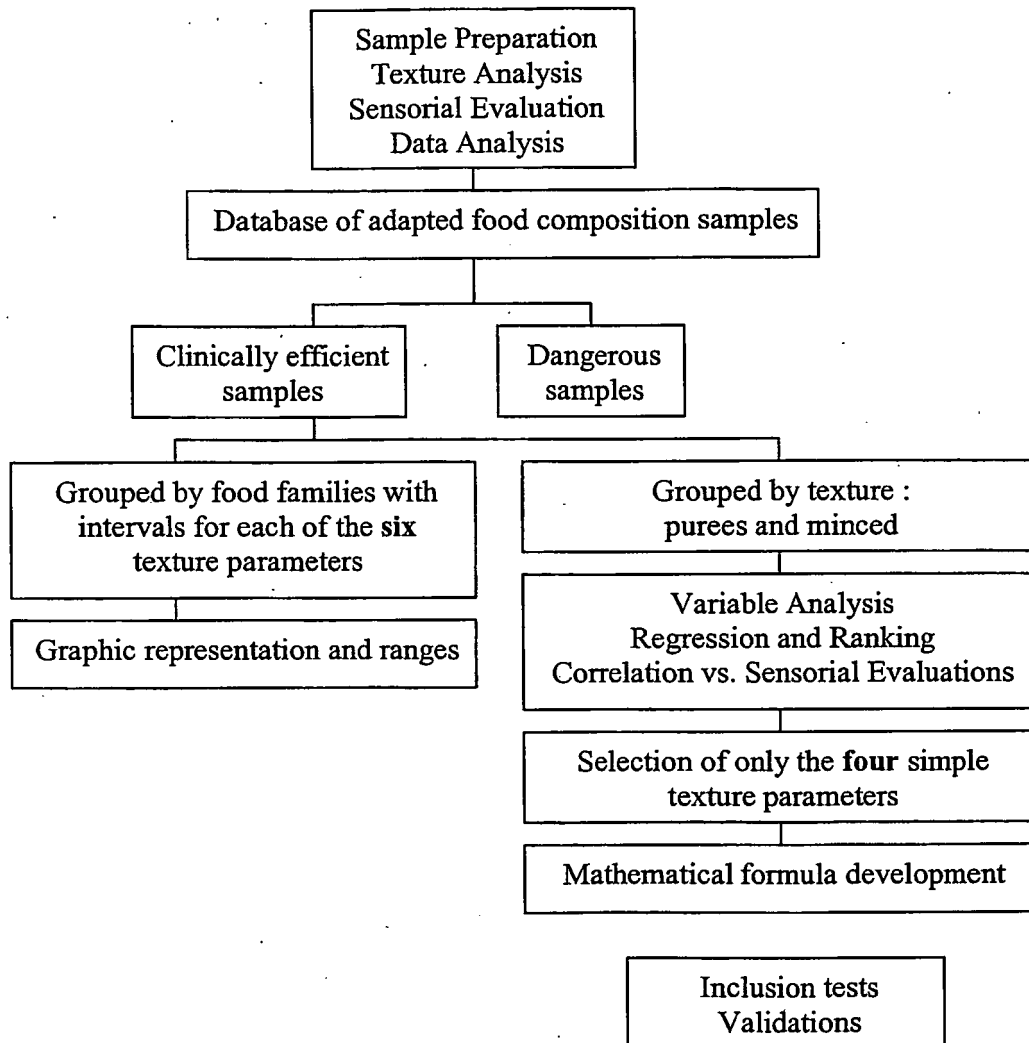 Sample Preparation
Texture Analysis
Sensorial Evaluation
Data Analysis
Database of adapted food composition samples
Clinically efficient
samples
Dangerous
samples
Grouped by food families with
intervals for each of the six
texture parameters
Graphic representation and ranges
Grouped by texture :
purees and minced
Variable Analysis
Regression and Ranking
Correlation vs. Sensorial Evaluations
Selection of only the four simple
texture parameters
Mathematical formula development
Inclusion tests
Validations